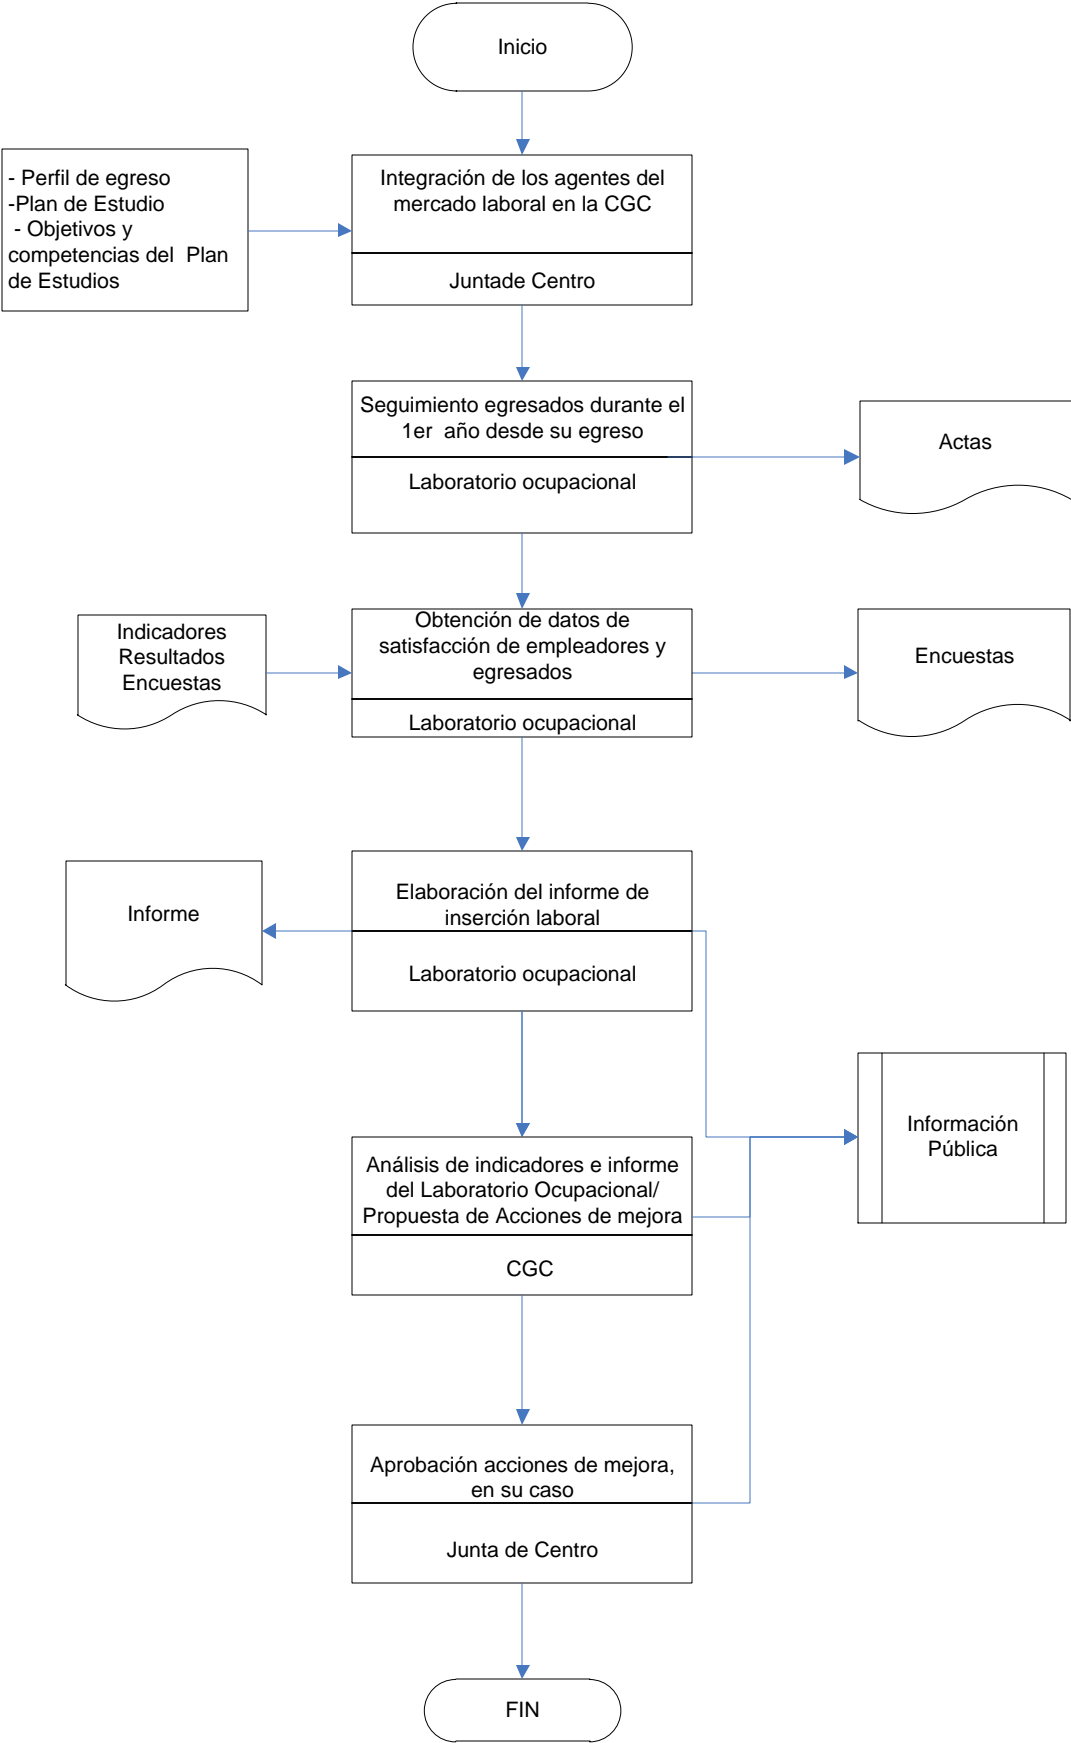 Inicio
- Perfil de egreso
-Plan de Estudio
- Objetivos y
competencias del Plan
de Estudios
Integración de los agentes del
mercado laboral en la CGC
Juntade Centro
Seguimiento egresados durante el
1er año desde su egreso
Laboratorio ocupacional
Actas
Indicadores
Resultados
Encuestas
Obtención de datos de
satisfacción de empleadores y
egresados
Laboratorio ocupacional
Encuestas
Informe
Elaboración del informe de
inserción laboral
Laboratorio ocupacional
Información
Pública
Análisis de indicadores e informe
del Laboratorio Ocupacional/
Propuesta de Acciones de mejora
CGC
Aprobación acciones de mejora,
en su caso
Junta de Centro
FIN